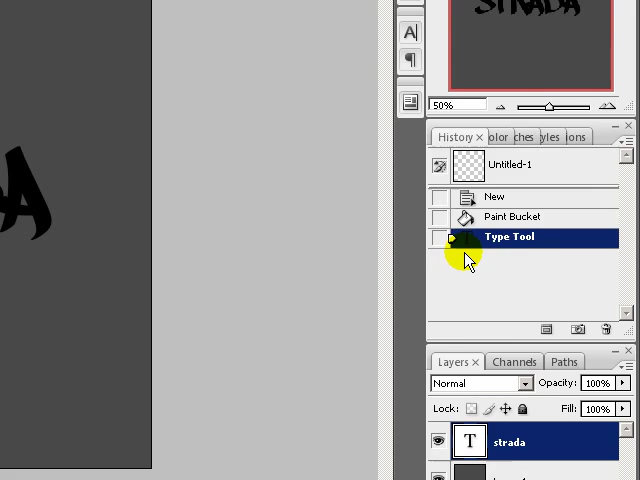 STRADA
A
50%
History × olor ches yles ions
Untitled-1
New
Paint Bucket
Type Tool
Layers × Channels Paths
Normal Opacity: 100%
Lock: Fill: 100%
T strada